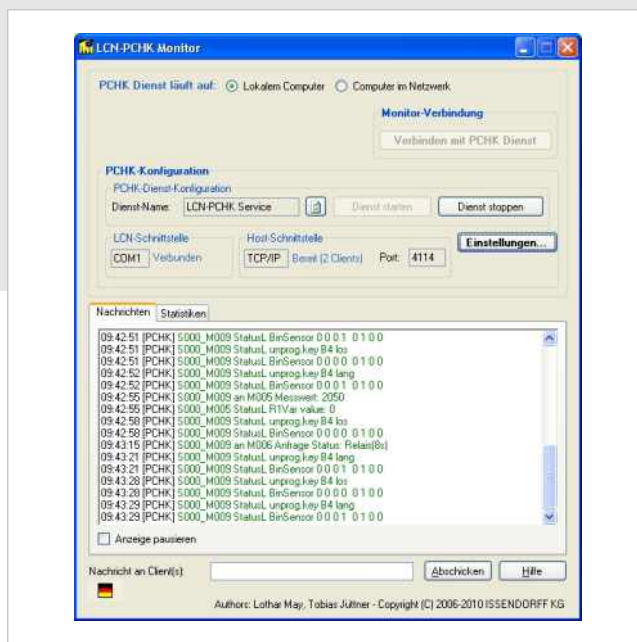 LCN-PCHK Monitor
PCHK Dienst läuft auf: Lokalem Computer Computer im Netzwerk
Monitor-Verbindung
Verbinden mit PCHK Dienst
PCHK-Konfiguration
PCHK-Dienst-Konfiguration
Dienst-Name: LCN-PCHK Service Dienst starten Dienst stoppen
LCN-Schnittstelle Host-Schnittstelle Einstellungen...
COM1 Verbunden TCP/IP Bereit (2 Clients) Port: 4114
Nachrichten Statistiken
09:42:51 [PCHK] S000_M009 StatusL BinSensor 0 0 0 1 0 1 0 0
09:42:51 [PCHK] S000_M009 StatusL unprog.key B4 los
09:42:51 [PCHK] S000_M009 StatusL BinSensor 0 0 0 0 0 1 0 0
09:42:52 [PCHK] S000_M009 StatusL unprog.key B4 lang
09:42:52 [PCHK] S000_M009 StatusL BinSensor 0 0 0 1 0 1 0 0
09:42:55 [PCHK] S000_M009 an M005 Messwert: 2050
09:42:55 [PCHK] S000_M005 StatusL R1Var value: 0
09:42:58 [PCHK] S000_M009 StatusL unprog.key B4 los
09:42:58 [PCHK] S000_M009 StatusL BinSensor 0 0 0 0 0 1 0 0
09:43:15 [PCHK] S000_M009 an M006 Anfrage Status: Relais(8s)
09:43:21 [PCHK] S000_M009 StatusL unprog.key B4 lang
09:43:21 [PCHK] S000_M009 StatusL BinSensor 0 0 0 1 0 1 0 0
09:43:28 [PCHK] S000_M009 StatusL unprog.key B4 los
09:43:28 [PCHK] S000_M009 StatusL BinSensor 0 0 0 0 0 1 0 0
09:43:29 [PCHK] S000_M009 StatusL unprog.key B4 lang
09:43:29 [PCHK] S000_M009 StatusL BinSensor 0 0 0 1 0 1 0 0
Anzeige pausieren
Nachricht an Client(s): Abschicken Hilfe
Authors: Lothar May, Tobias Jüttner - Copyright (C) 2006-2010 ISSENDORFF KG